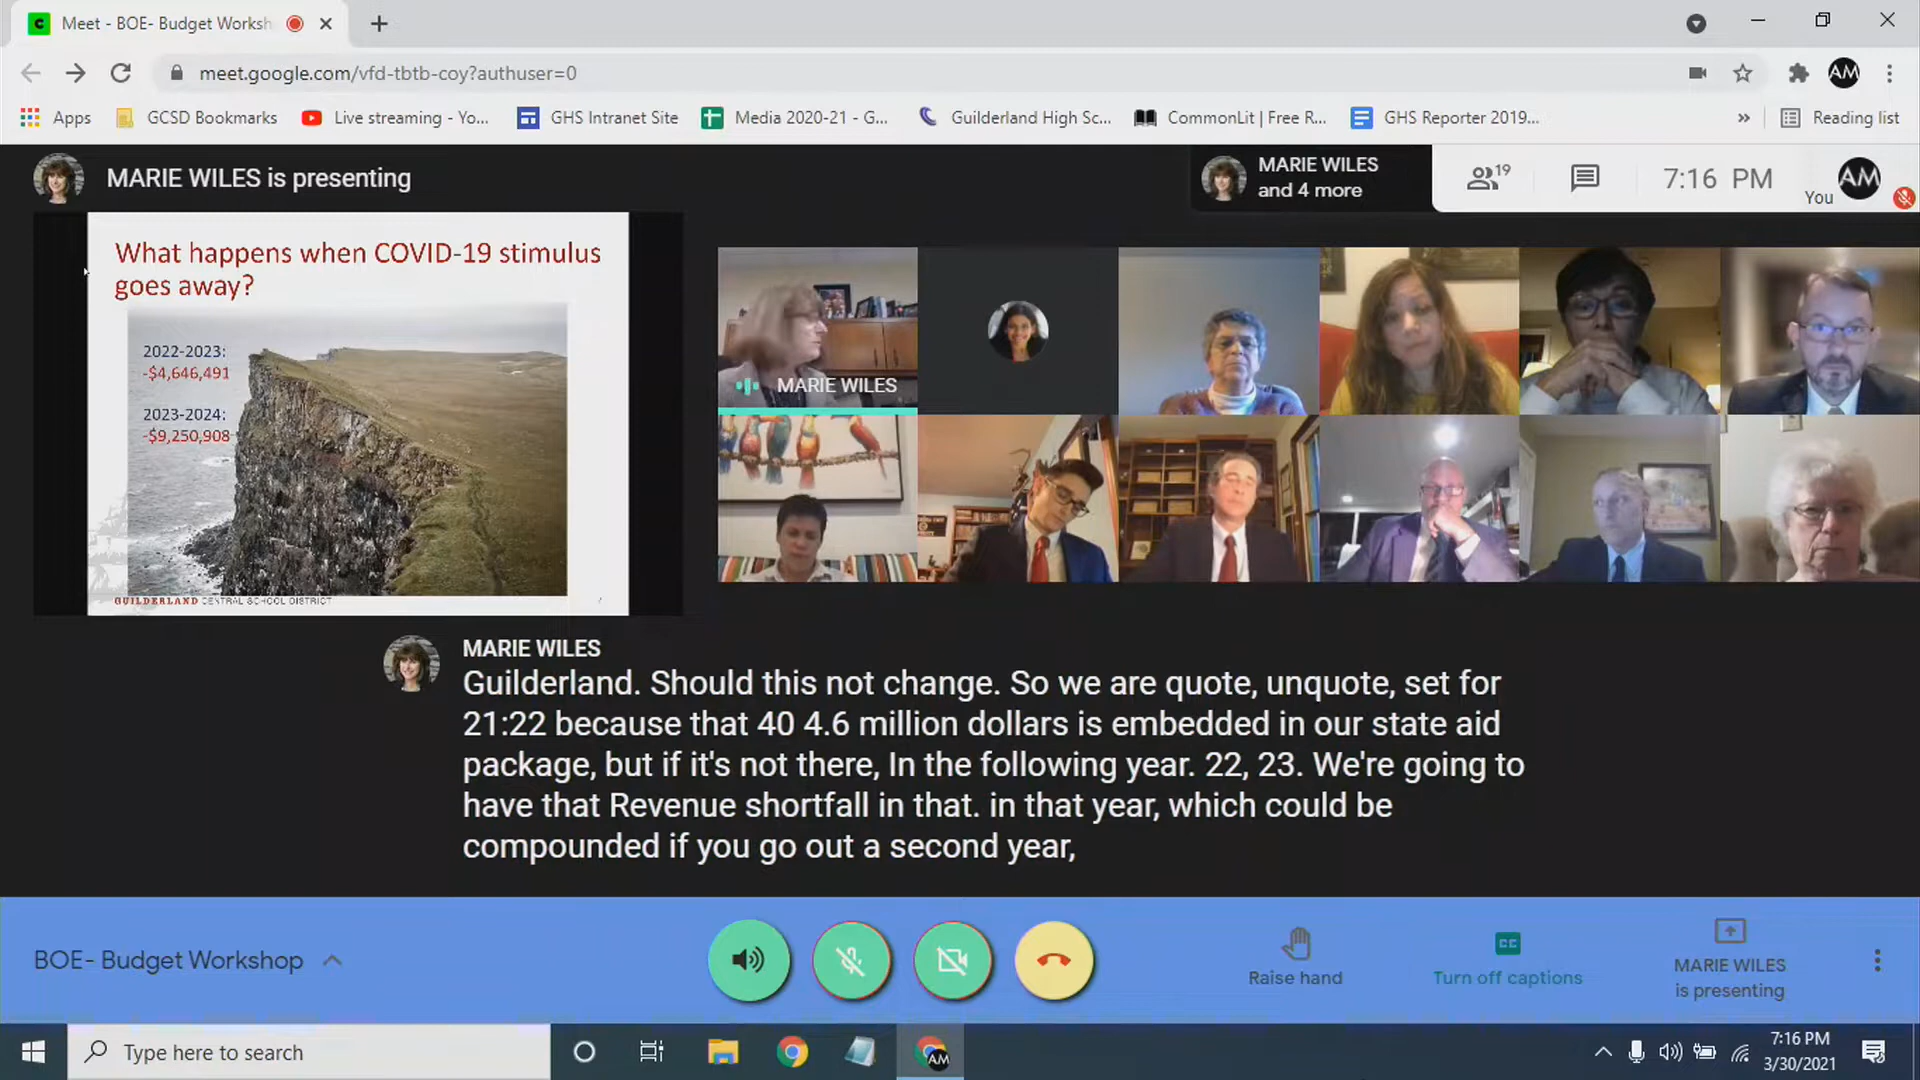 Meet - BOE- Budget Worksh
meet.google.com/vfd-tbtb-coy?authuser=0
AM
Apps
GCSD Bookmarks
Live streaming - Yo...
GHS Intranet Site
Media 2020-21 - G...
Guilderland High Sc...
CommonLit | Free R...
GHS Reporter 2019...
»
Reading list
MARIE WILES is presenting
MARIE WILES
and 4 more
19
7:16 PM
You
AM
What happens when COVID-19 stimulus
goes away?
2022-2023:
-$4,646,491
2023-2024:
-$9,250,908
GUILDERLAND CENTRAL SCHOOL DISTRICT
MARIE WILES
MARIE WILES
Guilderland. Should this not change. So we are quote, unquote, set for
21:22 because that 40 4.6 million dollars is embedded in our state aid
package, but if it's not there, In the following year. 22, 23. We're going to
have that Revenue shortfall in that. in that year, which could be
compounded if you go out a second year,
BOE- Budget Workshop
Raise hand
CC
Turn off captions
MARIE WILES
is presenting
Type here to search
AM
7:16 PM
3/30/2021